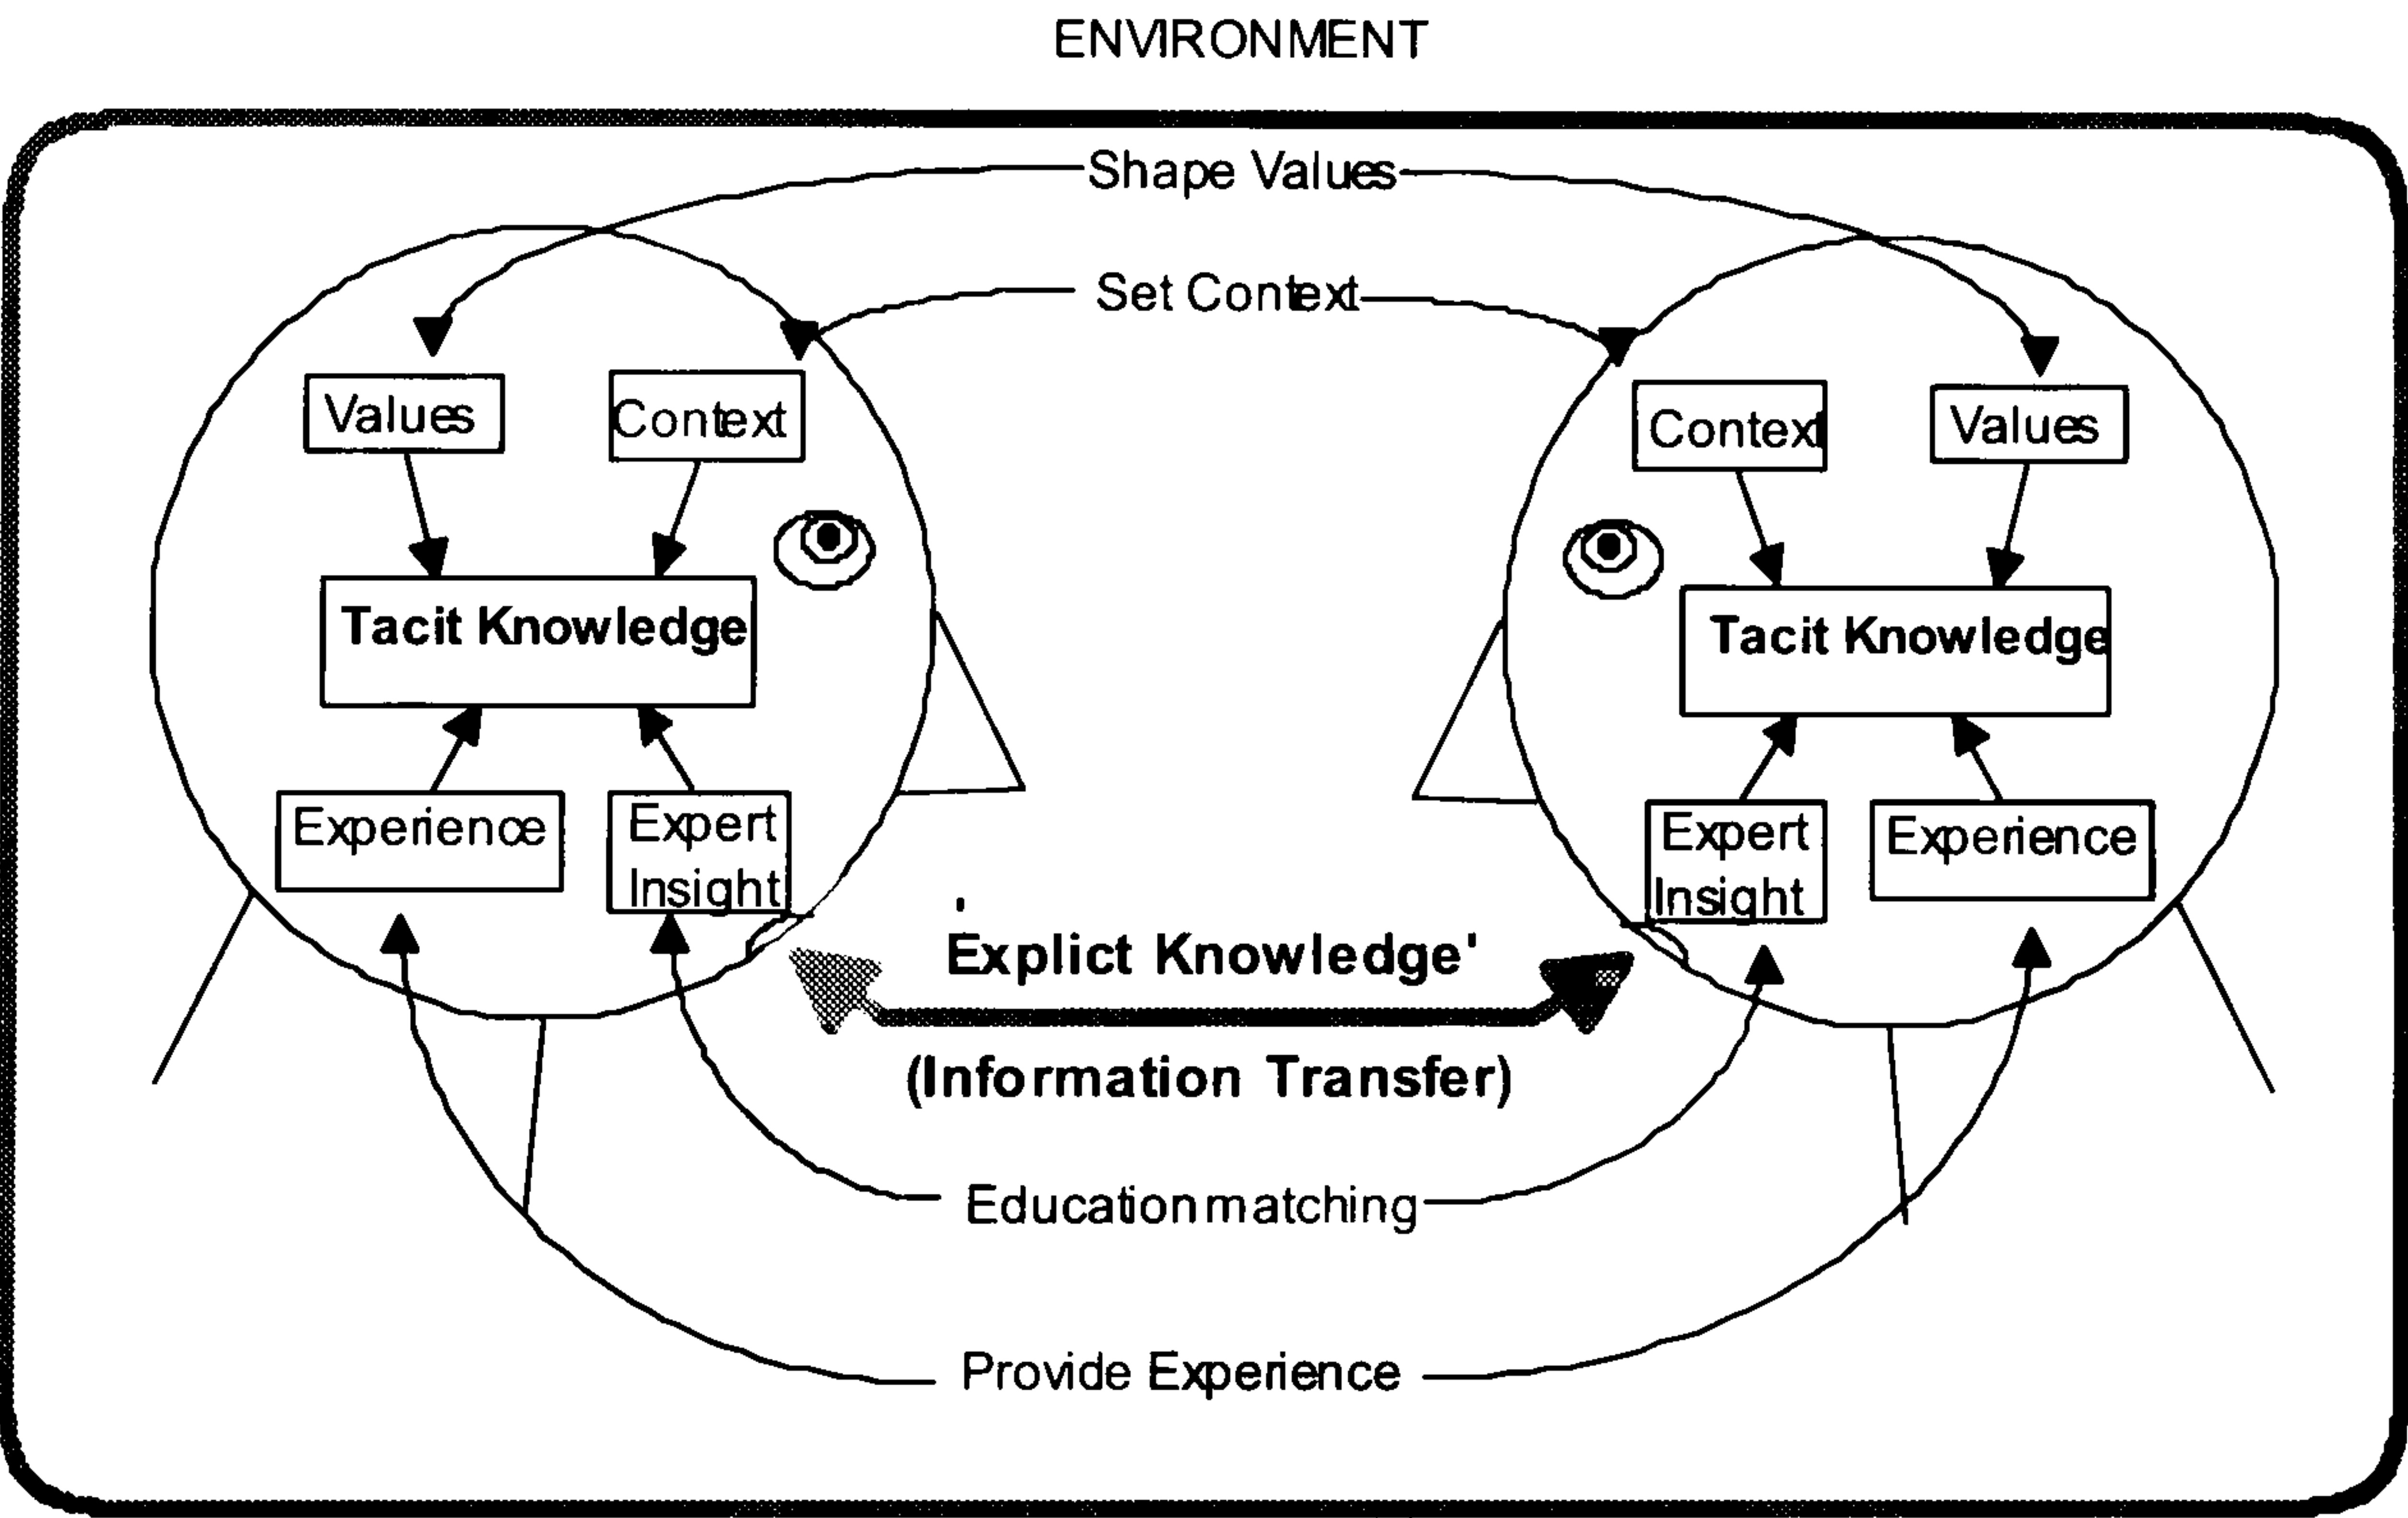 ENVIRONMENT
Shape Values
Set Context
Values
Context
Context
Values
Tacit Knowledge
Tacit Knowledge
Experience
Expert
Insight
Expert
Insight
Experience
'Explict Knowledge'
(Information Transfer)
Education matching
Provide Experience